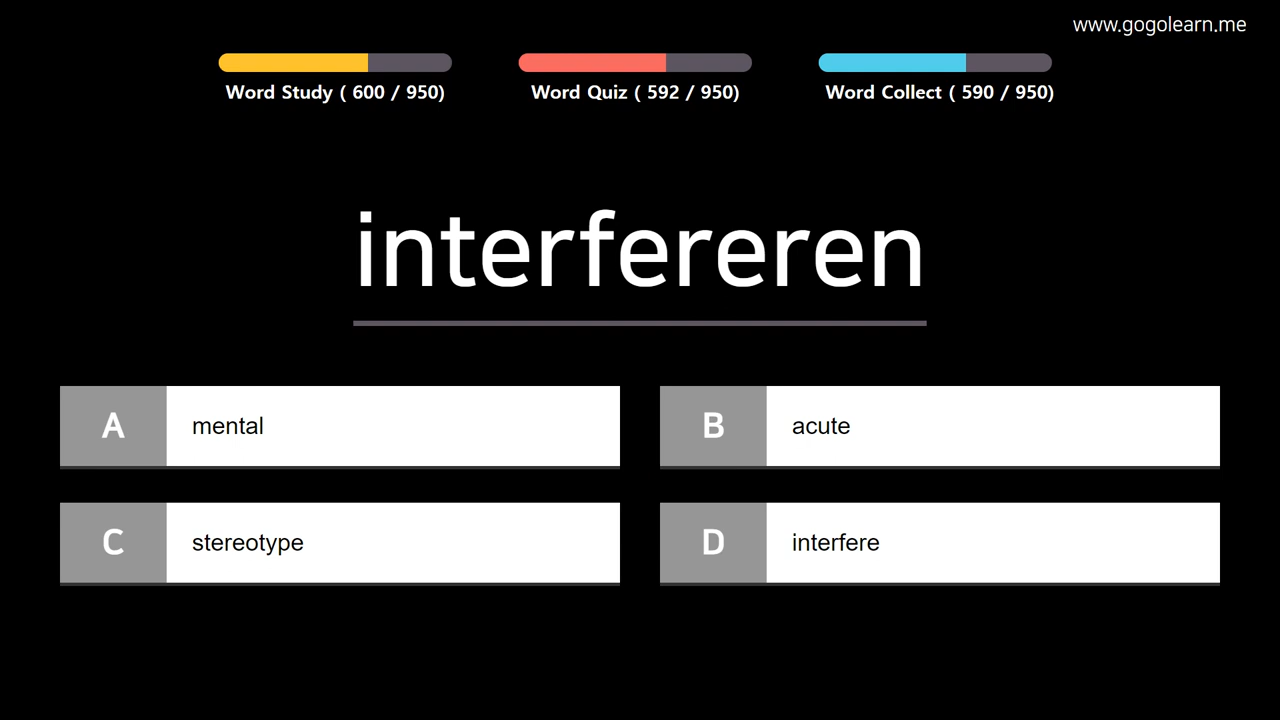 www.gogolearn.me
Word Study ( 600 / 950)
Word Quiz ( 592 / 950)
Word Collect ( 590 / 950)
interfereren
A mental
B acute
C stereotype
D interfere